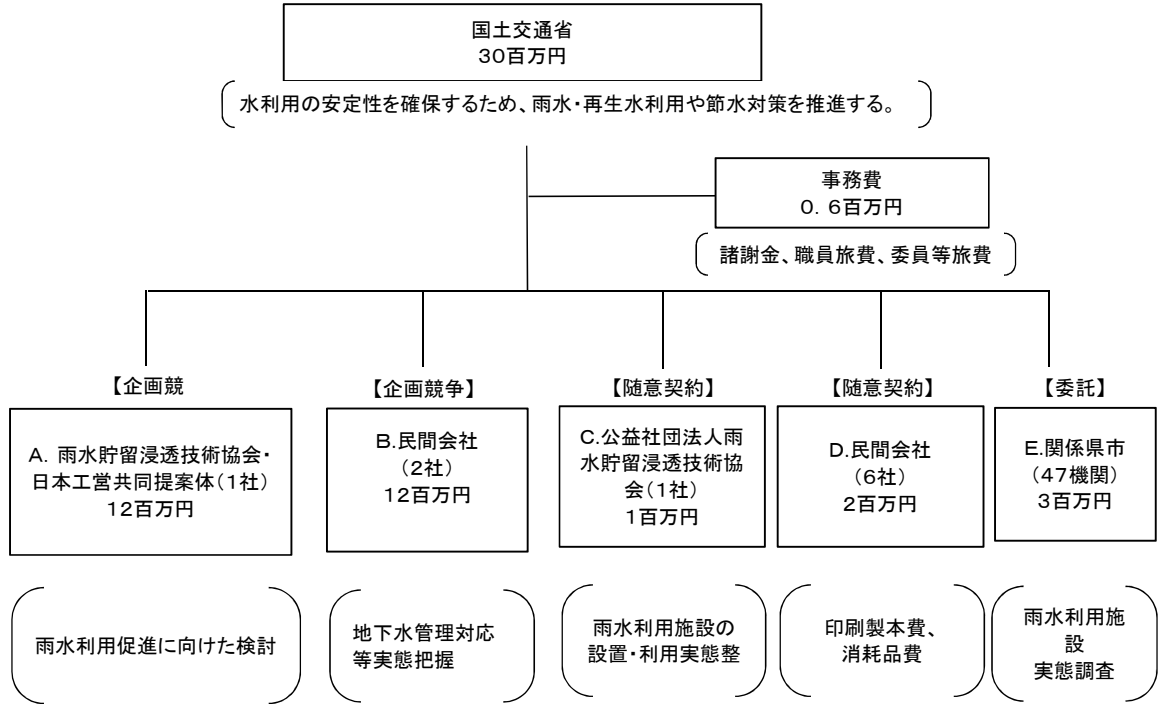 国土交通省
30百万円
水利用の安定性を確保するため、雨水・再生水利用や節水対策を推進する。
事務費
０．６百万円
諸謝金、職員旅費、委員等旅費
【企画競
A. 雨水貯留浸透技術協会・
日本工営共同提案体（１社）
12百万円
【企画競争】
B.民間会社
（2社）
12百万円
【随意契約】
C.公益社団法人雨
水貯留浸透技術協
会（１社）
１百万円
【随意契約】
D.民間会社
（６社）
２百万円
【委託】
E.関係県市
（47機関）
３百万円
雨水利用促進に向けた検討
地下水管理対応
等実態把握
雨水利用施設の
設置・利用実態整
印刷製本費、
消耗品費
雨水利用施
設
実態調査